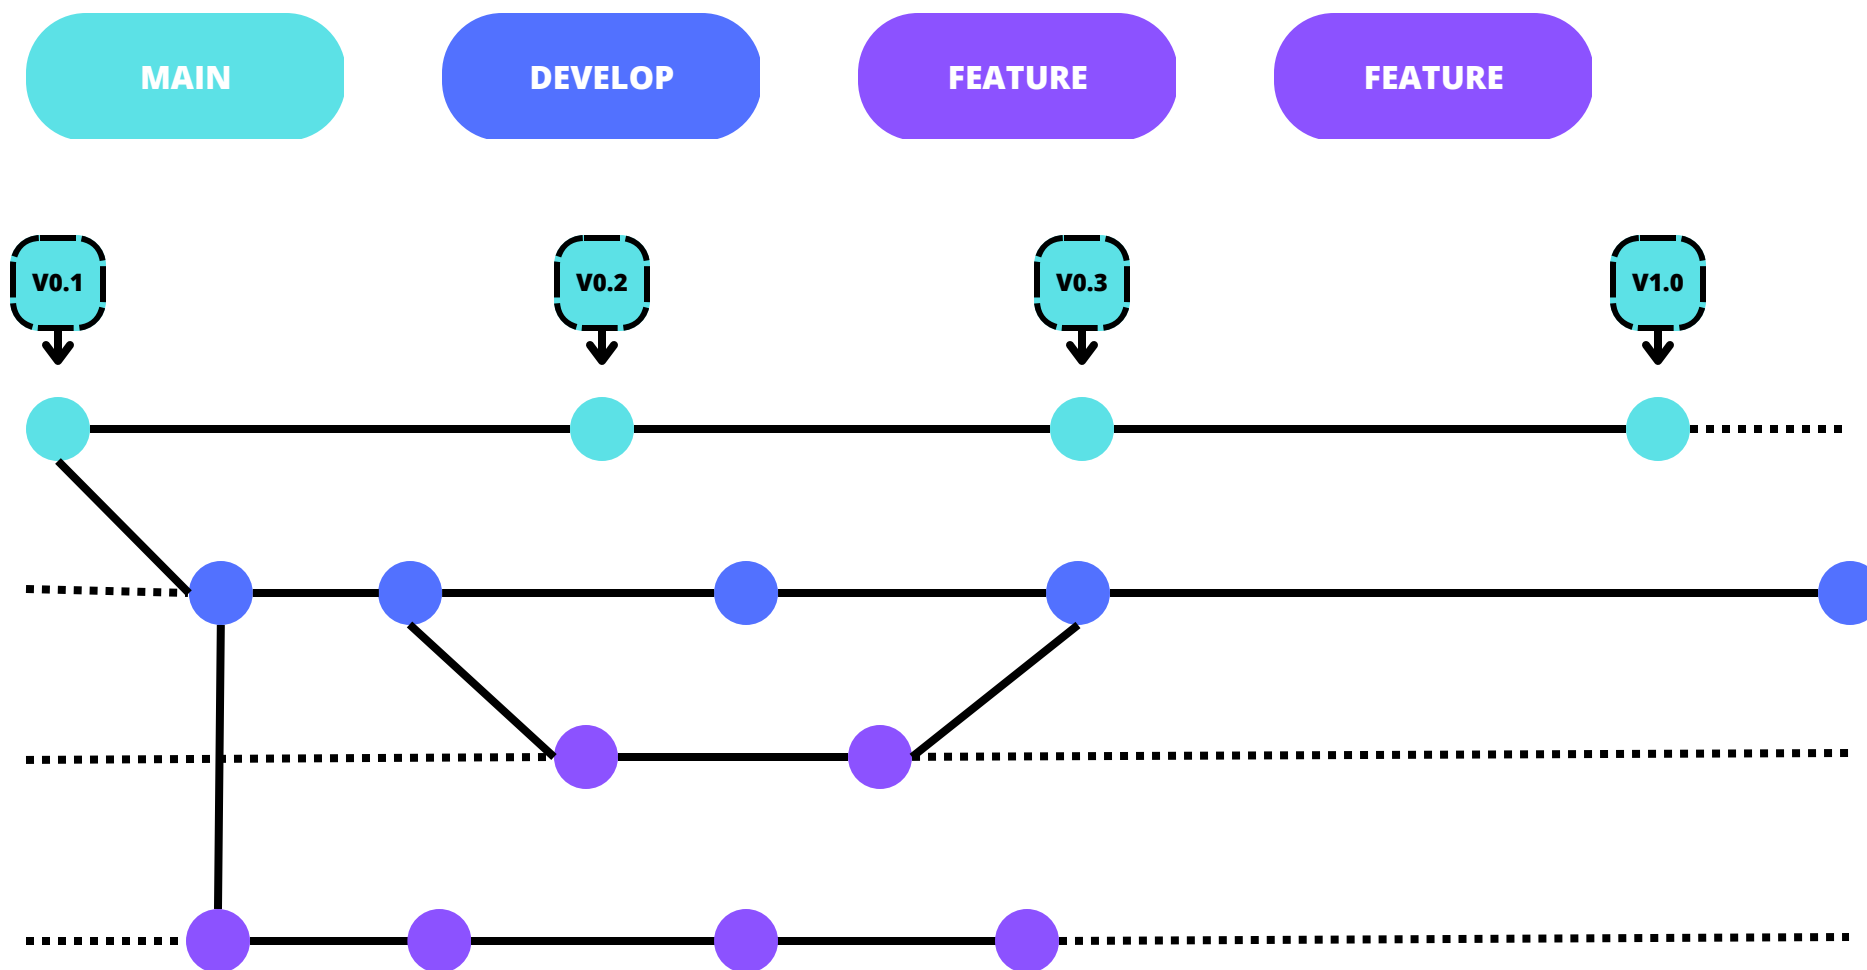 MAIN
DEVELOP
FEATURE
FEATURE
V0.1
V0.2
V0.3
V1.0